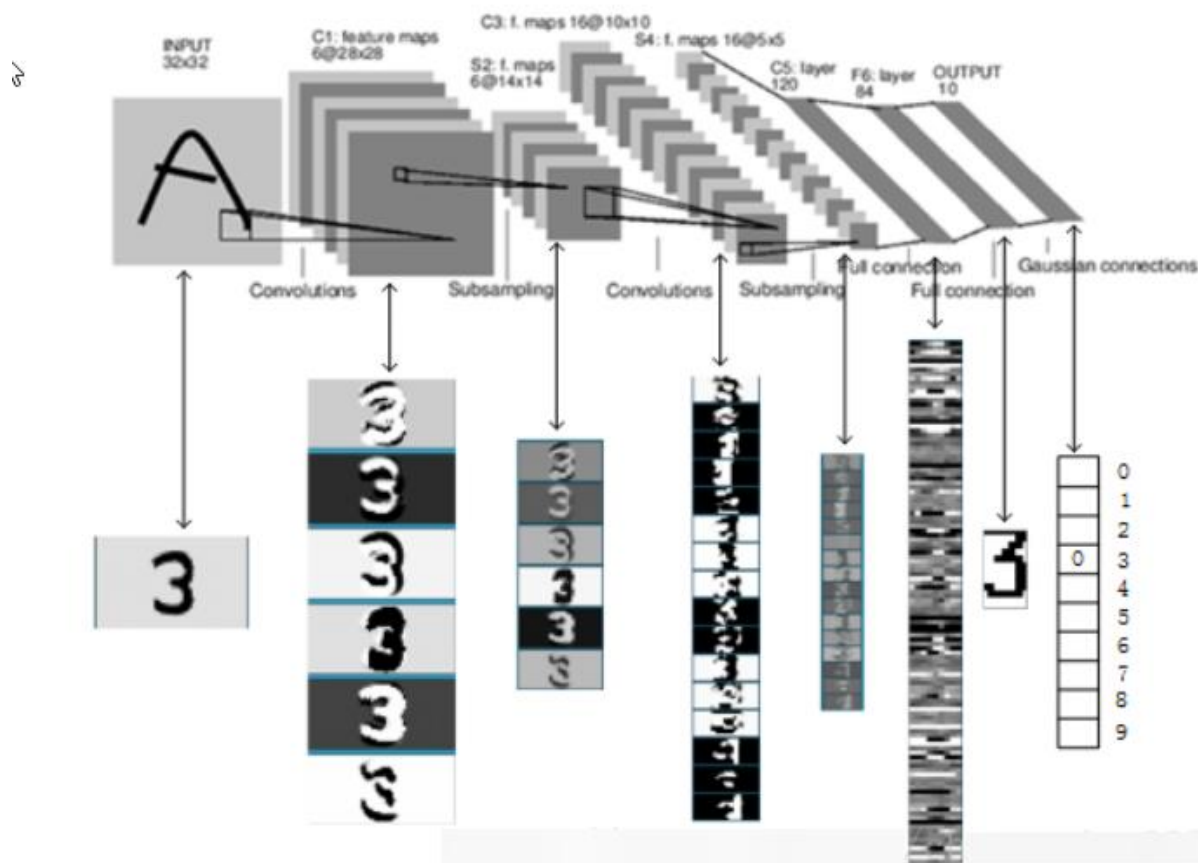 INPUT
32x32
C1: feature maps
6@28x28
S2: f. maps
6@14x14
C3: f. maps 16@10x10
S4: f. maps 16@5x5
C5: layer
120
F6: layer
84
OUTPUT
10
Convolutions
Subsampling
Convolutions
Subsampling
Full connection
Full connection
Gaussian connections
A
3
3
0
0
1
2
3
4
5
6
7
8
9